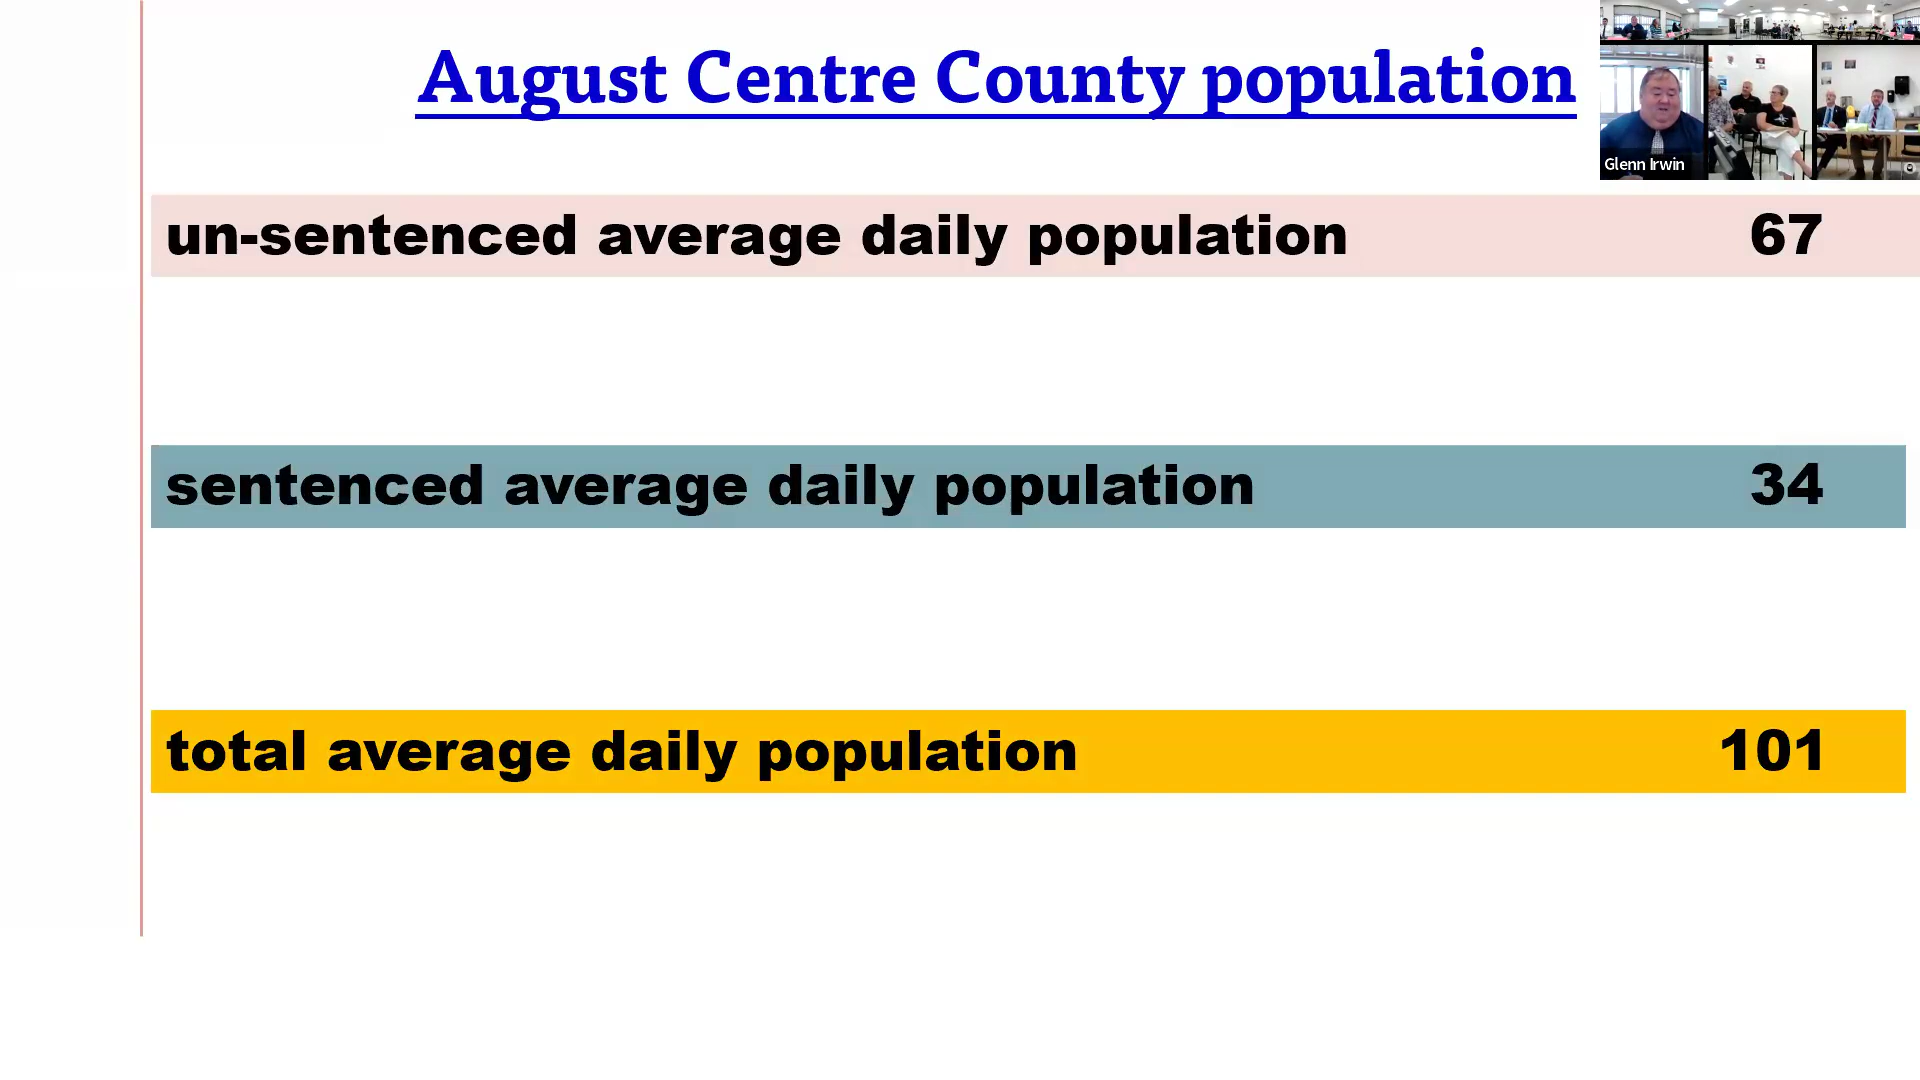 August Centre County population
Glenn Irwin
un-sentenced average daily population 67
sentenced average daily population 34
total average daily population 101